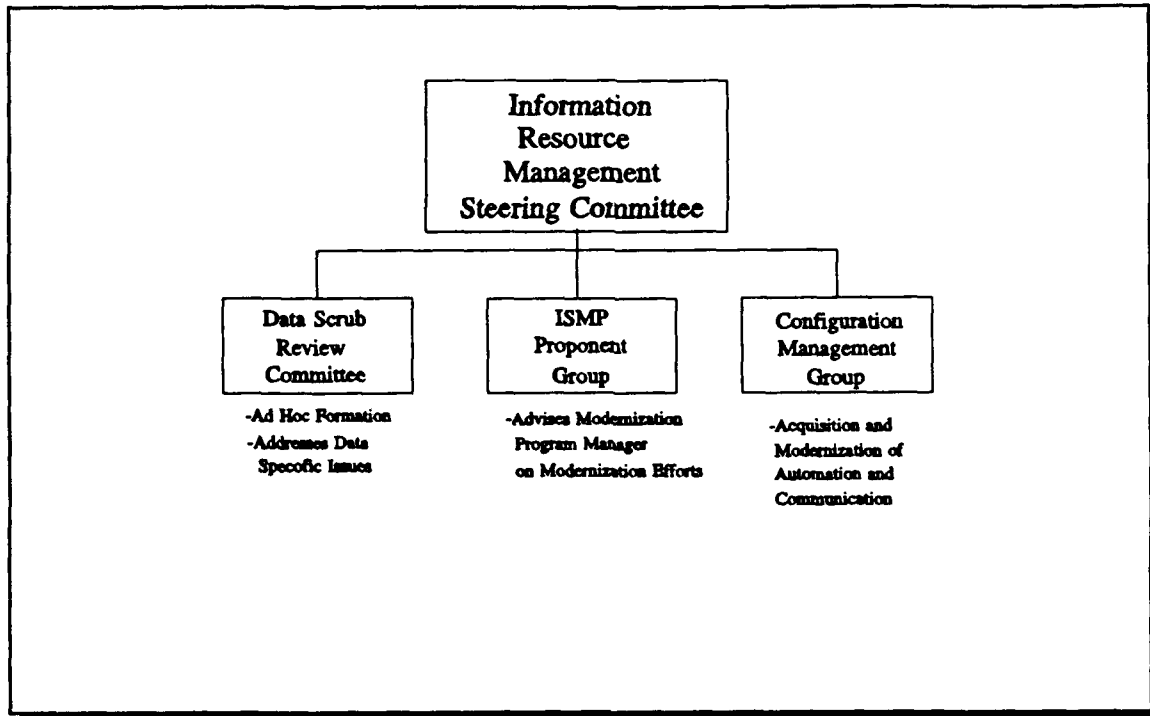 Information
Resource
Management
Steering Committee
Data Scrub
Review
Committee
-Ad Hoc Formation
-Addresses Data
Specofic Issues
ISMP
Proponent
Group
-Advises Modernization
Program Manager
on Modernization Efforts
Configuration
Management
Group
-Acquisition and
Modernization of
Automation and
Communication